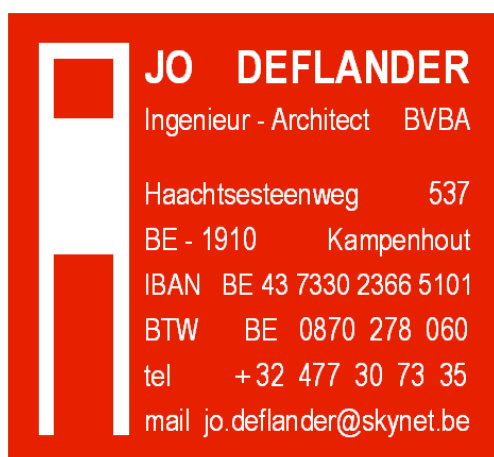 JO DEFLANDER
Ingenieur - Architect BVBA
Haachtsesteenweg 537
BE - 1910 Kampenhout
IBAN BE 43 7330 2366 5101
BTW BE 0870 278 060
tel +32 477 30 73 35
mail jo.deflander@skynet.be